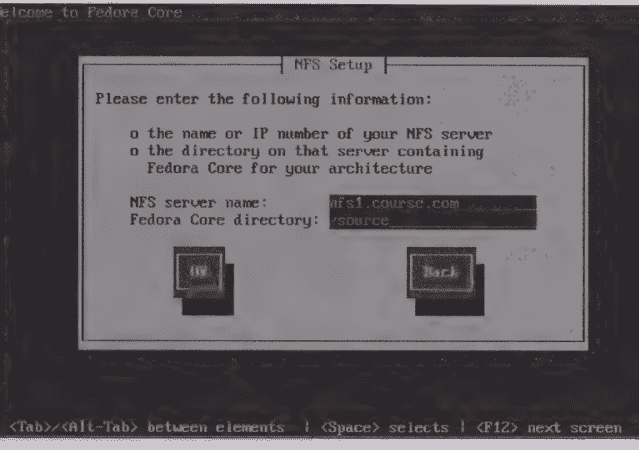 elcome to Fedora Core
NFS Setup
Please enter the following information:
o the name or IP number of your NFS server
o the directory on that server containing
Fedora Core for your architecture
NFS server name: nfs1.course.com
Fedora Core directory: /source
OK Back
<Tab>/<Alt-Tab> between elements | <Space> selects | <F12> next screen